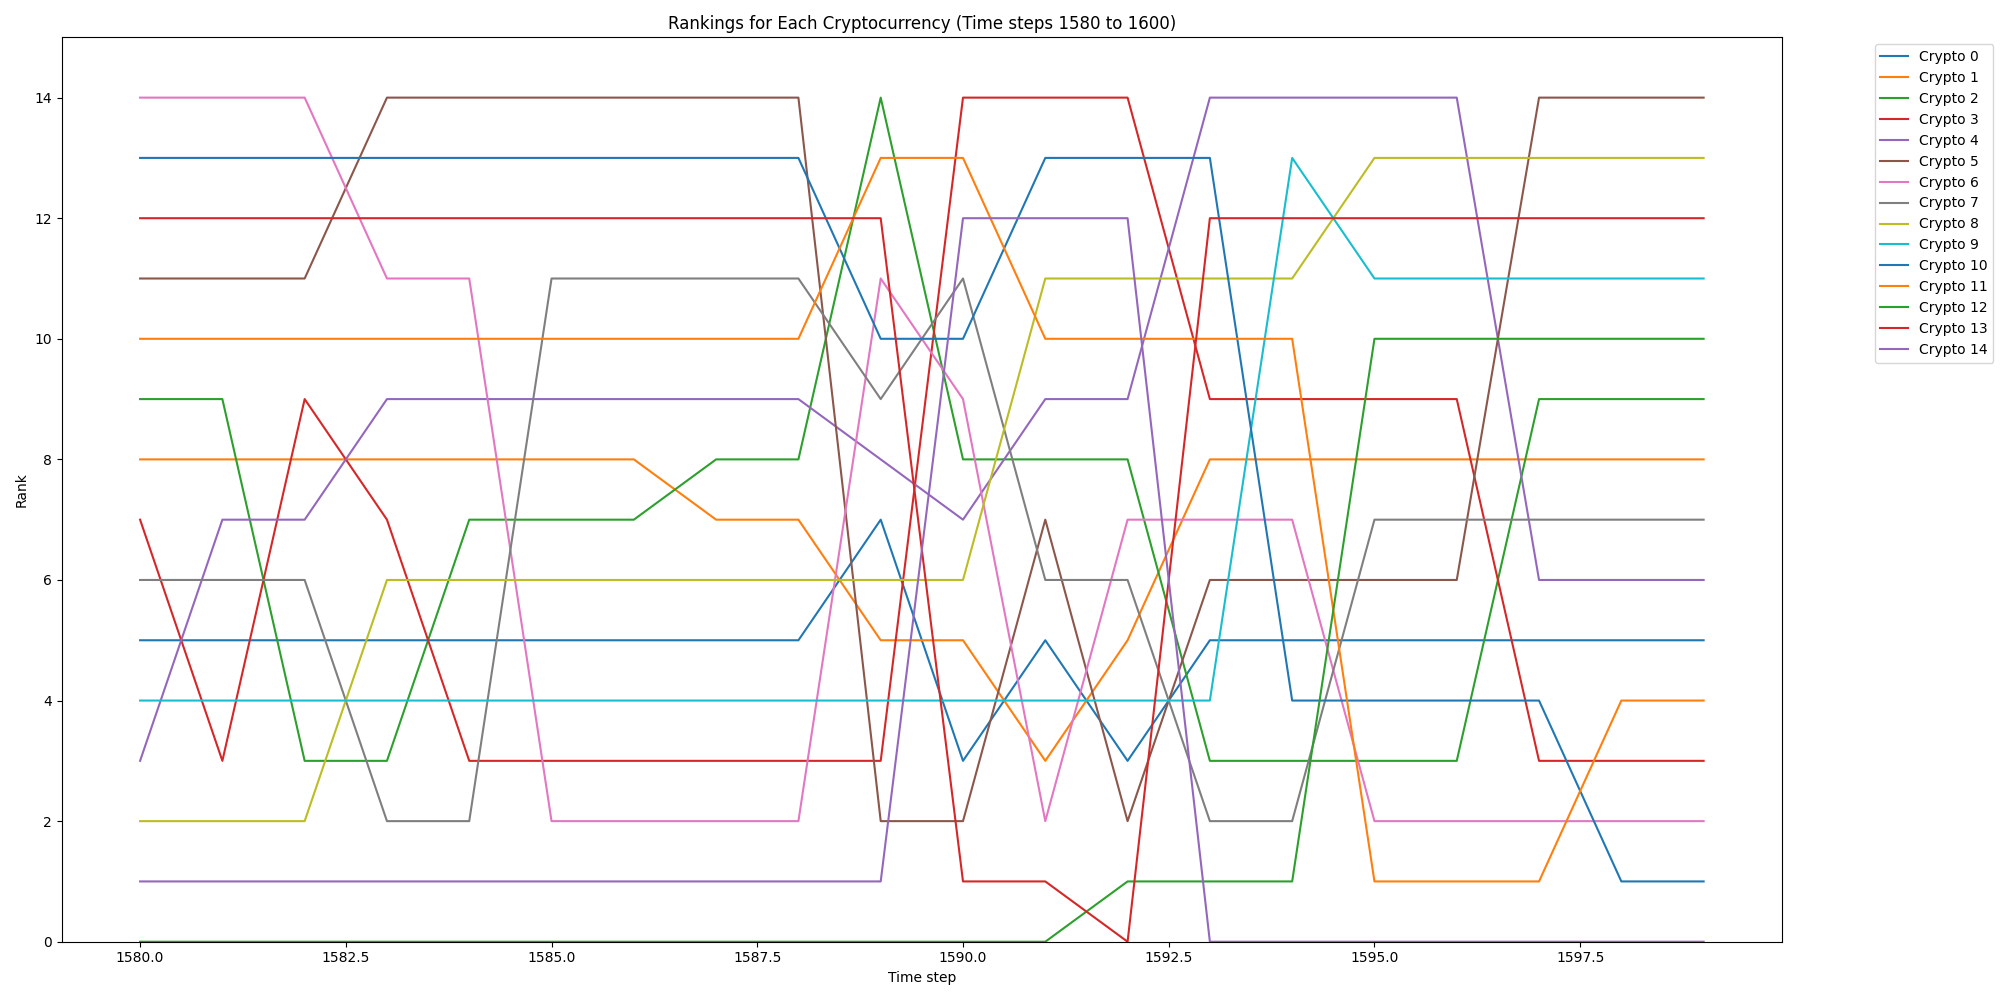 Rankings for Each Cryptocurrency (Time steps 1580 to 1600)
Rank
14
12
10
8
6
4
2
0
1580.0
1582.5
1585.0
1587.5
1590.0
1592.5
1595.0
1597.5
Time step
Crypto 0
Crypto 1
Crypto 2
Crypto 3
Crypto 4
Crypto 5
Crypto 6
Crypto 7
Crypto 8
Crypto 9
Crypto 10
Crypto 11
Crypto 12
Crypto 13
Crypto 14